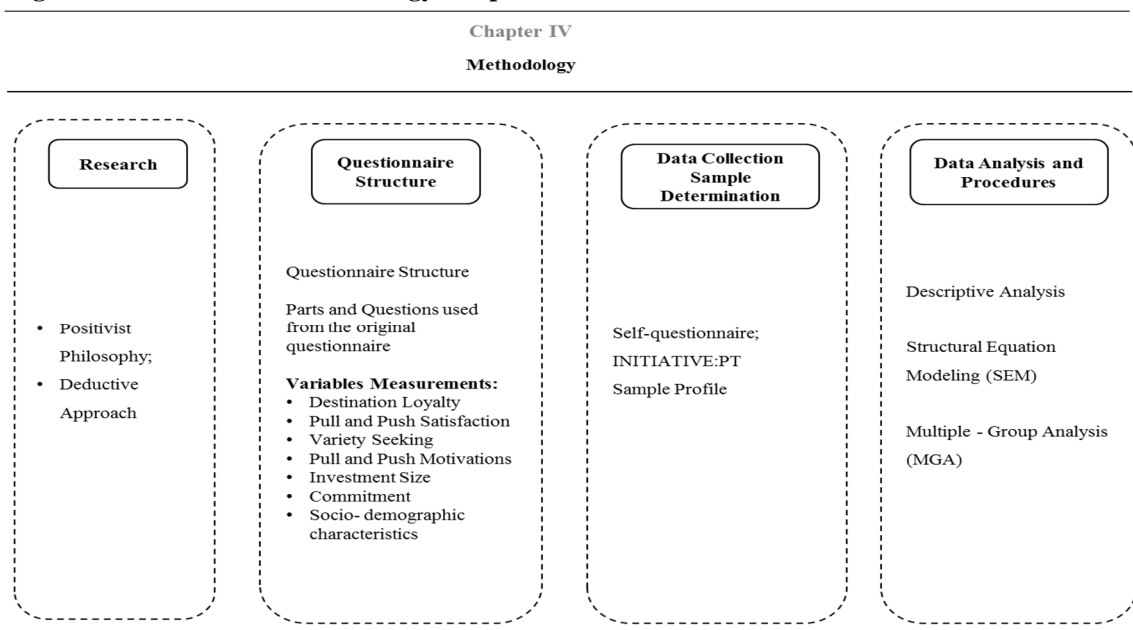 Chapter IV
Methodology
Research
• Positivist
Philosophy;
• Deductive
Approach
Questionnaire
Structure
Questionnaire Structure
Parts and Questions used
from the original
questionnaire
Variables Measurements:
• Destination Loyalty
• Pull and Push Satisfaction
• Variety Seeking
• Pull and Push Motivations
• Investment Size
• Commitment
• Socio- demographic
characteristics
Data Collection
Sample
Determination
Self-questionnaire;
INITIATIVE:PT
Sample Profile
Data Analysis and
Procedures
Descriptive Analysis
Structural Equation
Modeling (SEM)
Multiple - Group Analysis
(MGA)